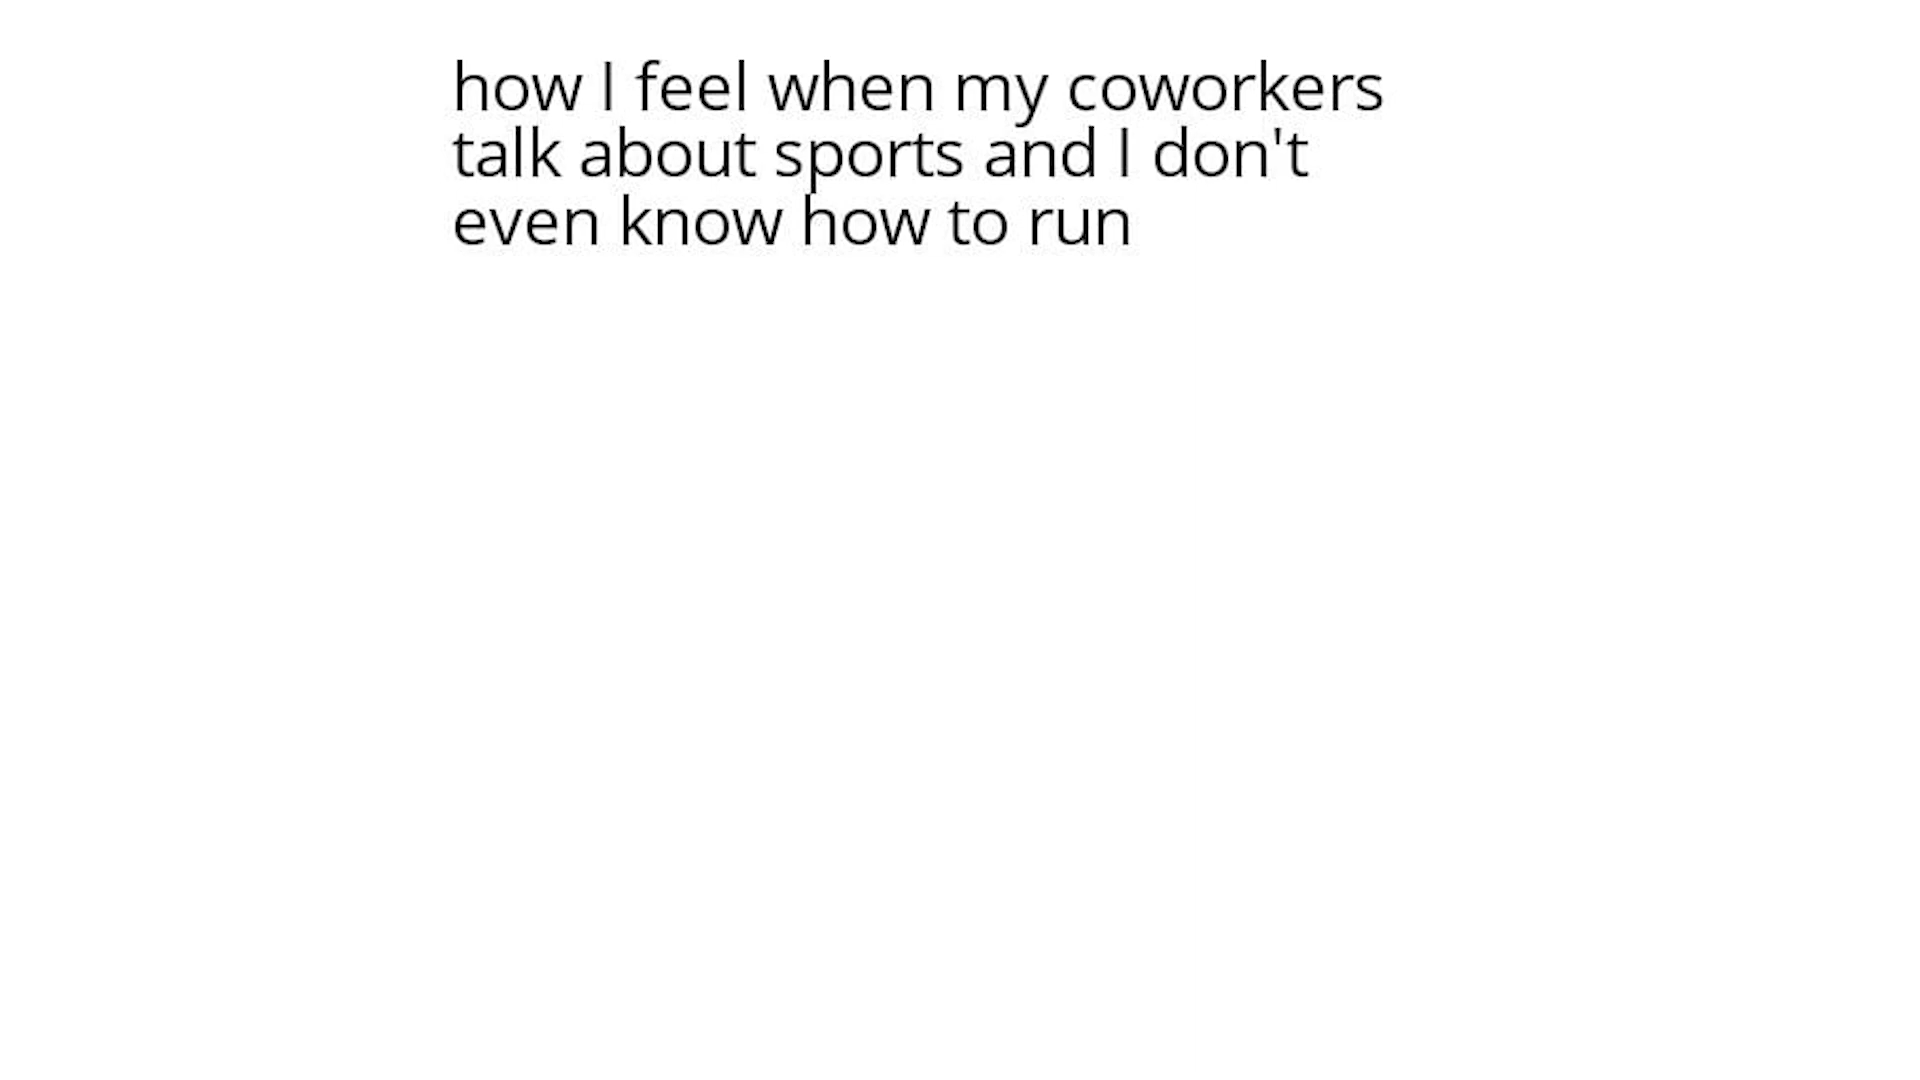 how I feel when my coworkers
talk about sports and I don't
even know how to run